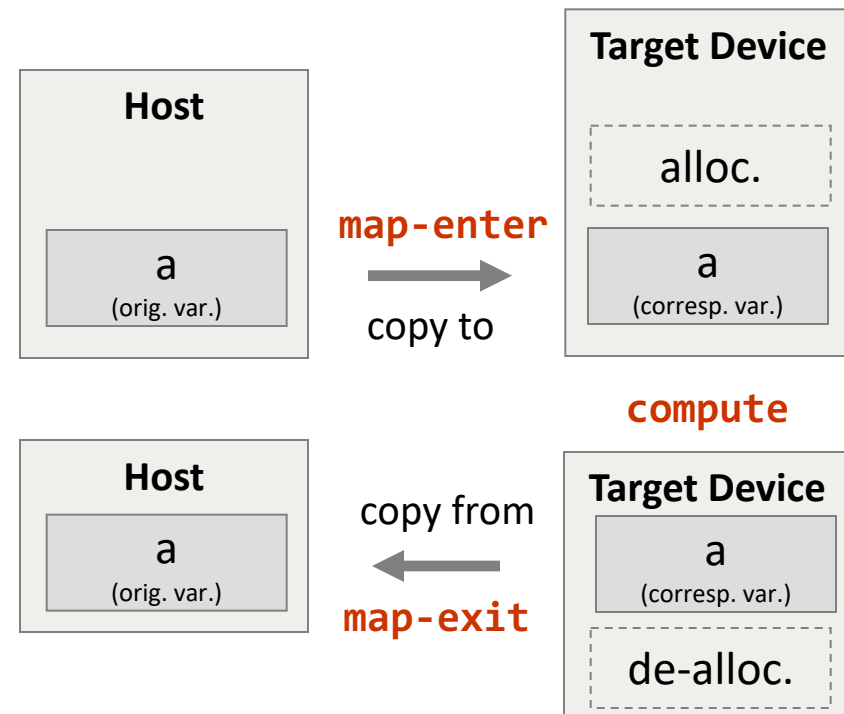 Host
a
(orig. var.)
map-enter
copy to
Target Device
alloc.
a
(corresp. var.)
compute
Host
a
(orig. var.)
copy from
map-exit
Target Device
a
(corresp. var.)
de-alloc.